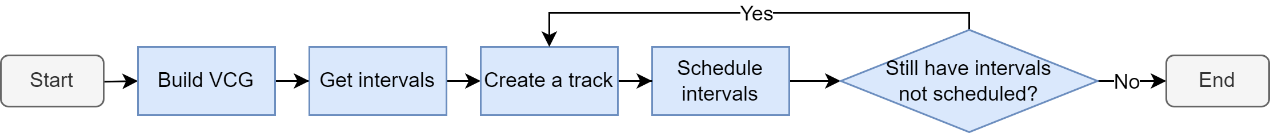 Yes
Start
Build VCG
Get intervals
Create a track
Schedule
intervals
Still have intervals
not scheduled?
No
End